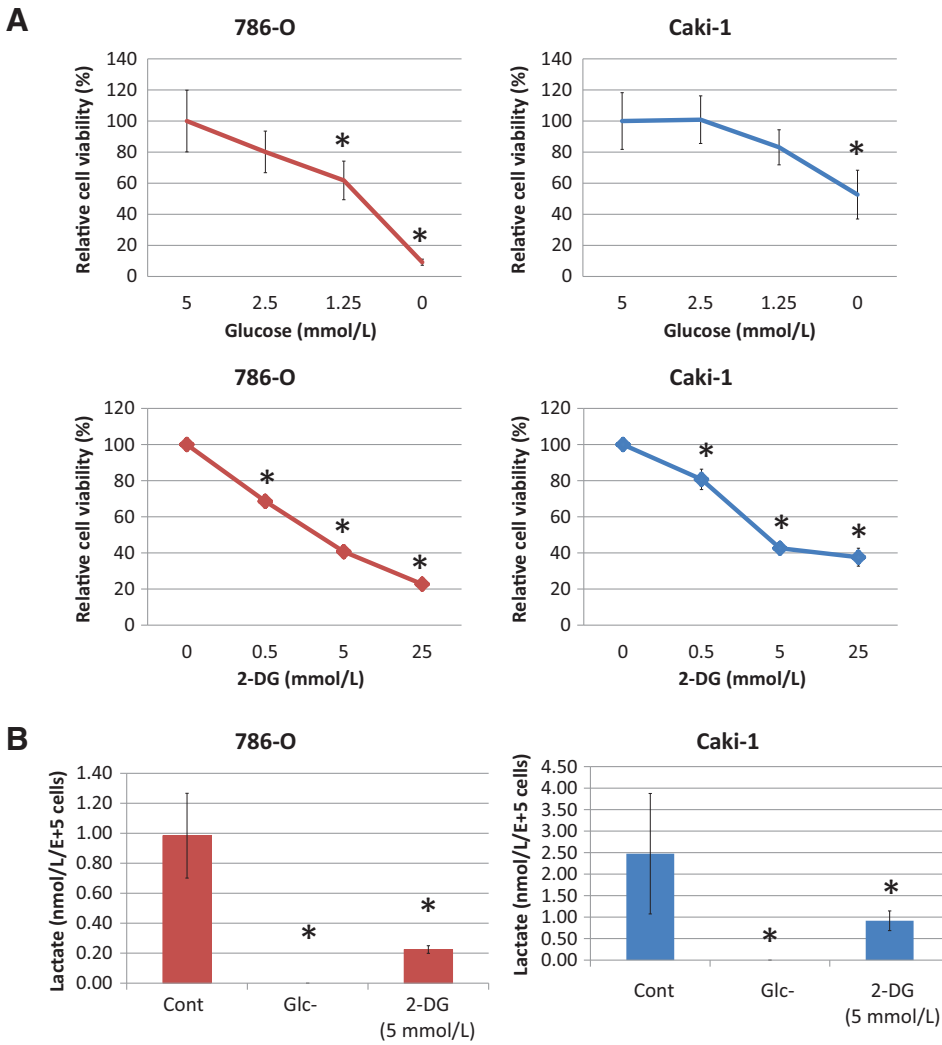 A
786-O
Relative cell viability (%)
140
120
100
80
60
40
20
0
*
*
5 2.5 1.25 0
Glucose (mmol/L)
Caki-1
Relative cell viability (%)
140
120
100
80
60
40
20
0
*
5 2.5 1.25 0
Glucose (mmol/L)
786-O
Relative cell viability (%)
120
100
80
60
40
20
0
*
*
*
0 0.5 5 25
2-DG (mmol/L)
Caki-1
Relative cell viability (%)
120
100
80
60
40
20
0
*
*
*
0 0.5 5 25
2-DG (mmol/L)
B
786-O
Lactate (nmol/L/E+5 cells)
1.40
1.20
1.00
0.80
0.60
0.40
0.20
0.00
*
*
Cont Glc- 2-DG
(5 mmol/L)
Caki-1
Lactate (nmol/L/E+5 cells)
4.50
4.00
3.50
3.00
2.50
2.00
1.50
1.00
0.50
0.00
*
*
Cont Glc- 2-DG
(5 mmol/L)